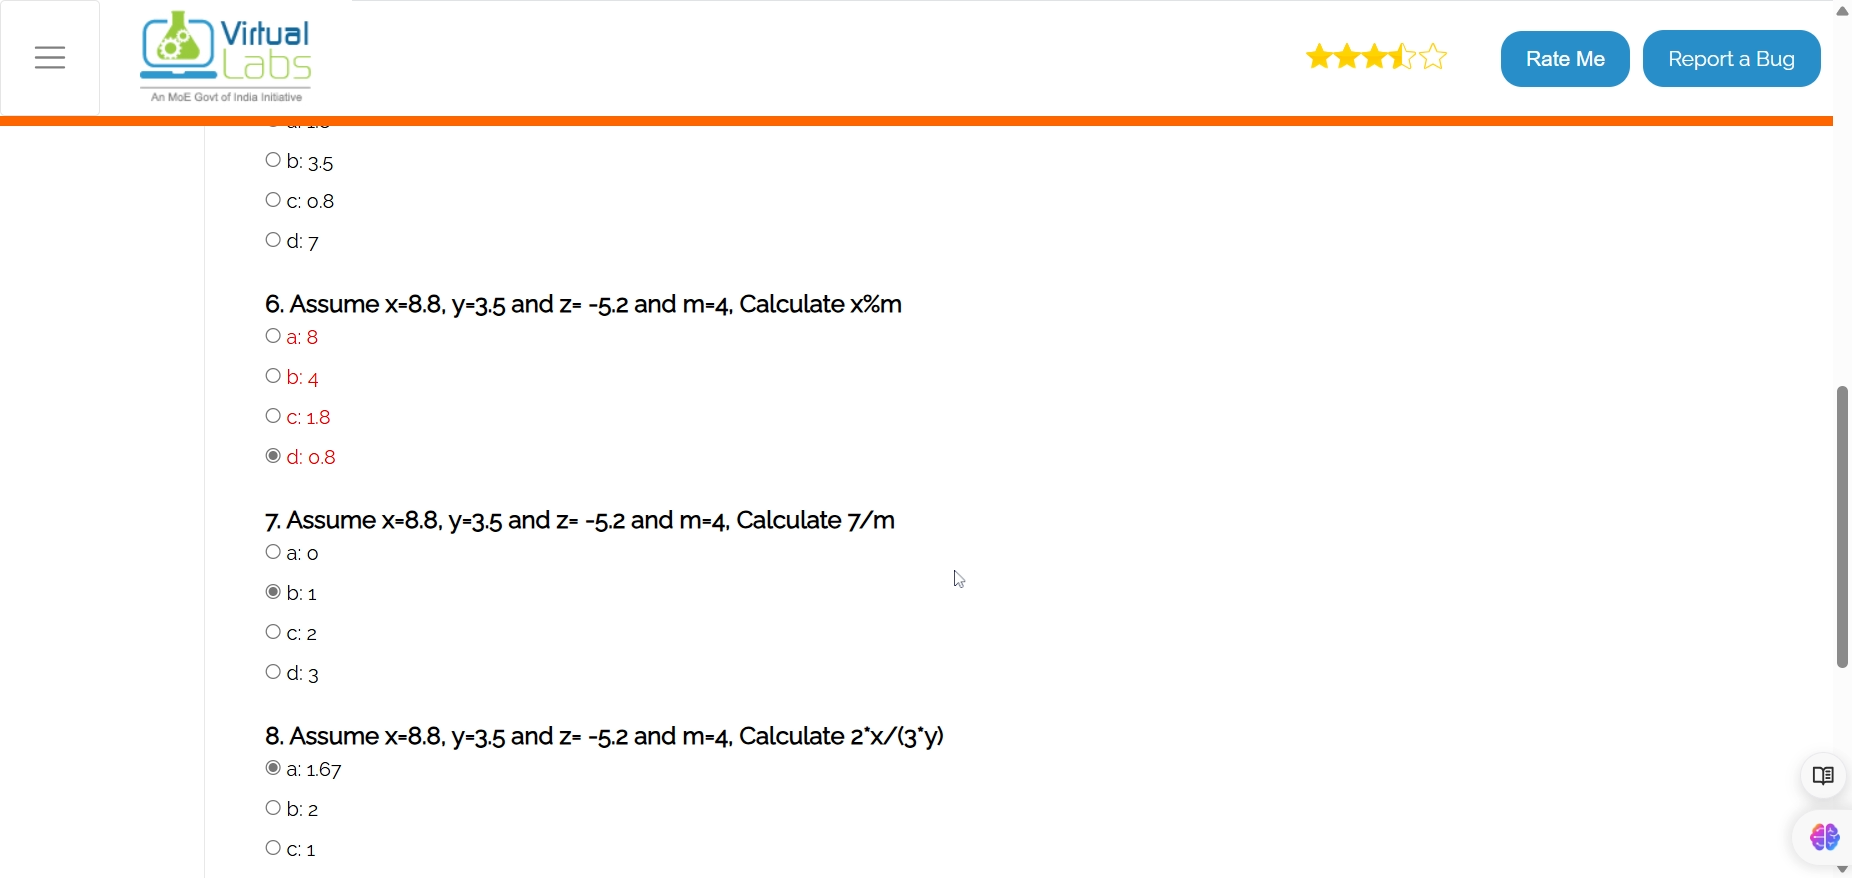 Virtual
Labs
An MoE Govt of India Initiative
Rate Me
Report a Bug
b: 3.5
c: 0.8
d: 7
6. Assume x=8.8, y=3.5 and z= -5.2 and m=4, Calculate x%m
a: 8
b: 4
c: 1.8
d: 0.8
7. Assume x=8.8, y=3.5 and z= -5.2 and m=4, Calculate 7/m
a: 0
b: 1
c: 2
d: 3
8. Assume x=8.8, y=3.5 and z= -5.2 and m=4, Calculate 2*x/(3*y)
a: 1.67
b: 2
c: 1